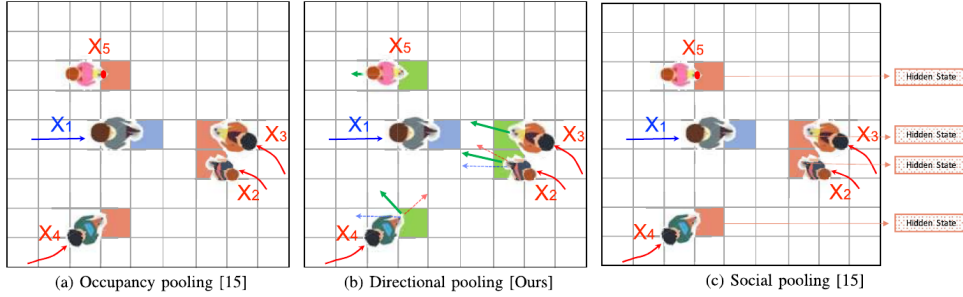 X5
X1
X3
X2
X4
(a) Occupancy pooling [15]
X5
X1
X3
X2
X4
(b) Directional pooling [Ours]
X5
X1
X3
X2
X4
Hidden State
Hidden State
Hidden State
Hidden State
(c) Social pooling [15]